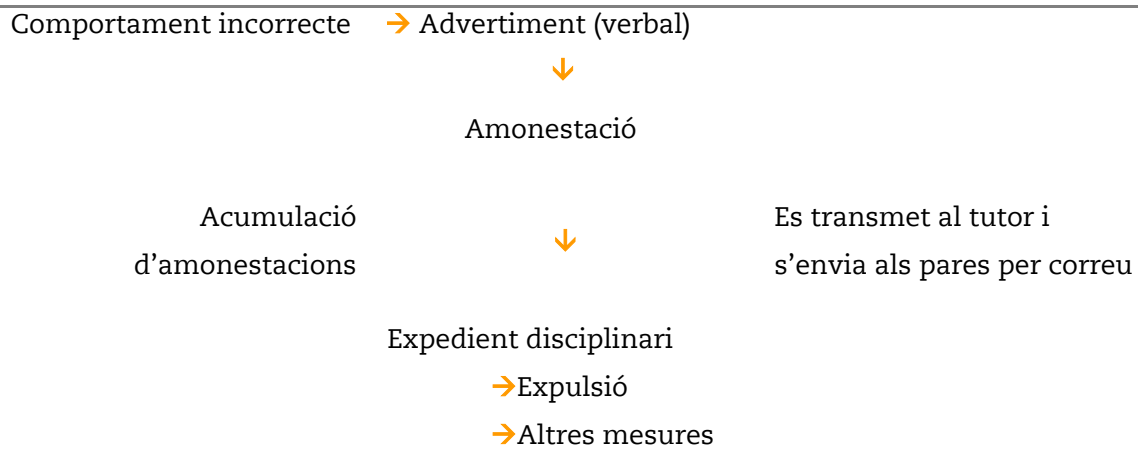 Comportament incorrecte → Advertiment (verbal)
↓
Amonestació
Acumulació
d’amonestacions
↓
Es transmet al tutor i
s’envia als pares per correu
Expedient disciplinari
→Expulsió
→Altres mesures